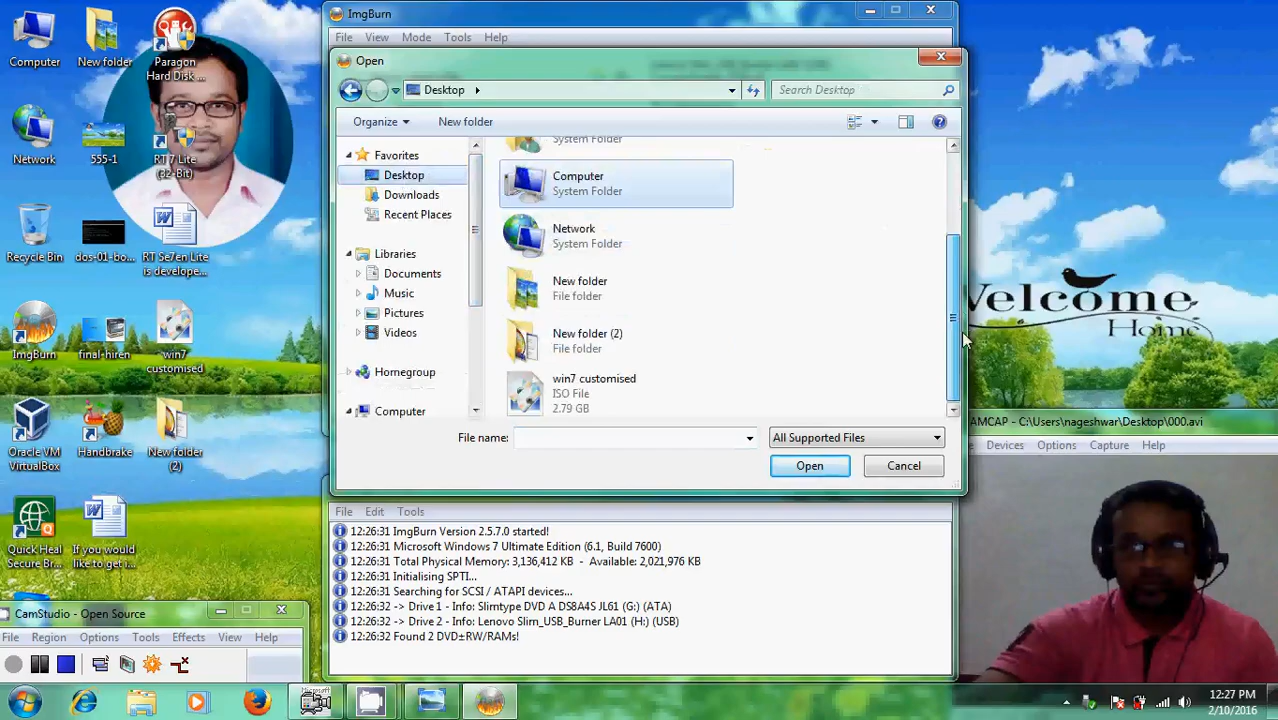 Computer
New folder
Paragon
Hard Disk ...
Network
555-1
RT 7 Lite
(32-Bit)
Recycle Bin
dos-01-bo...
RT Se7en Lite
is develope...
ImgBurn
final-hiren
win7
customised
Oracle VM
VirtualBox
Handbrake
New folder
(2)
Quick Heal
Secure Br...
If you would
like to get i...
CamStudio - Open Source
File Region Options Tools Effects View Help
ImgBurn
File View Mode Tools Help
Open
Desktop
Search Desktop
Organize
New folder
Favorites
Desktop
Downloads
Recent Places
Libraries
Documents
Music
Pictures
Videos
Homegroup
Computer
System Folder
Computer
System Folder
Network
System Folder
New folder
File folder
New folder (2)
File folder
win7 customised
ISO File
2.79 GB
File name:
All Supported Files
Open
Cancel
File Edit Tools
12:26:31 ImgBurn Version 2.5.7.0 started!
12:26:31 Microsoft Windows 7 Ultimate Edition (6.1, Build 7600)
12:26:31 Total Physical Memory: 3,136,412 KB - Available: 2,021,976 KB
12:26:31 Initialising SPTI...
12:26:31 Searching for SCSI / ATAPI devices...
12:26:32 -> Drive 1 - Info: Slimtype DVD A DS8A4S JL61 (G:) (ATA)
12:26:32 -> Drive 2 - Info: Lenovo Slim_USB_Burner LA01 (H:) (USB)
12:26:32 Found 2 DVD±RW/RAMs!
Welcome
Home
AMCAP - C:\Users\nageshwar\Desktop\000.avi
Devices Options Capture Help
12:27 PM
2/10/2016